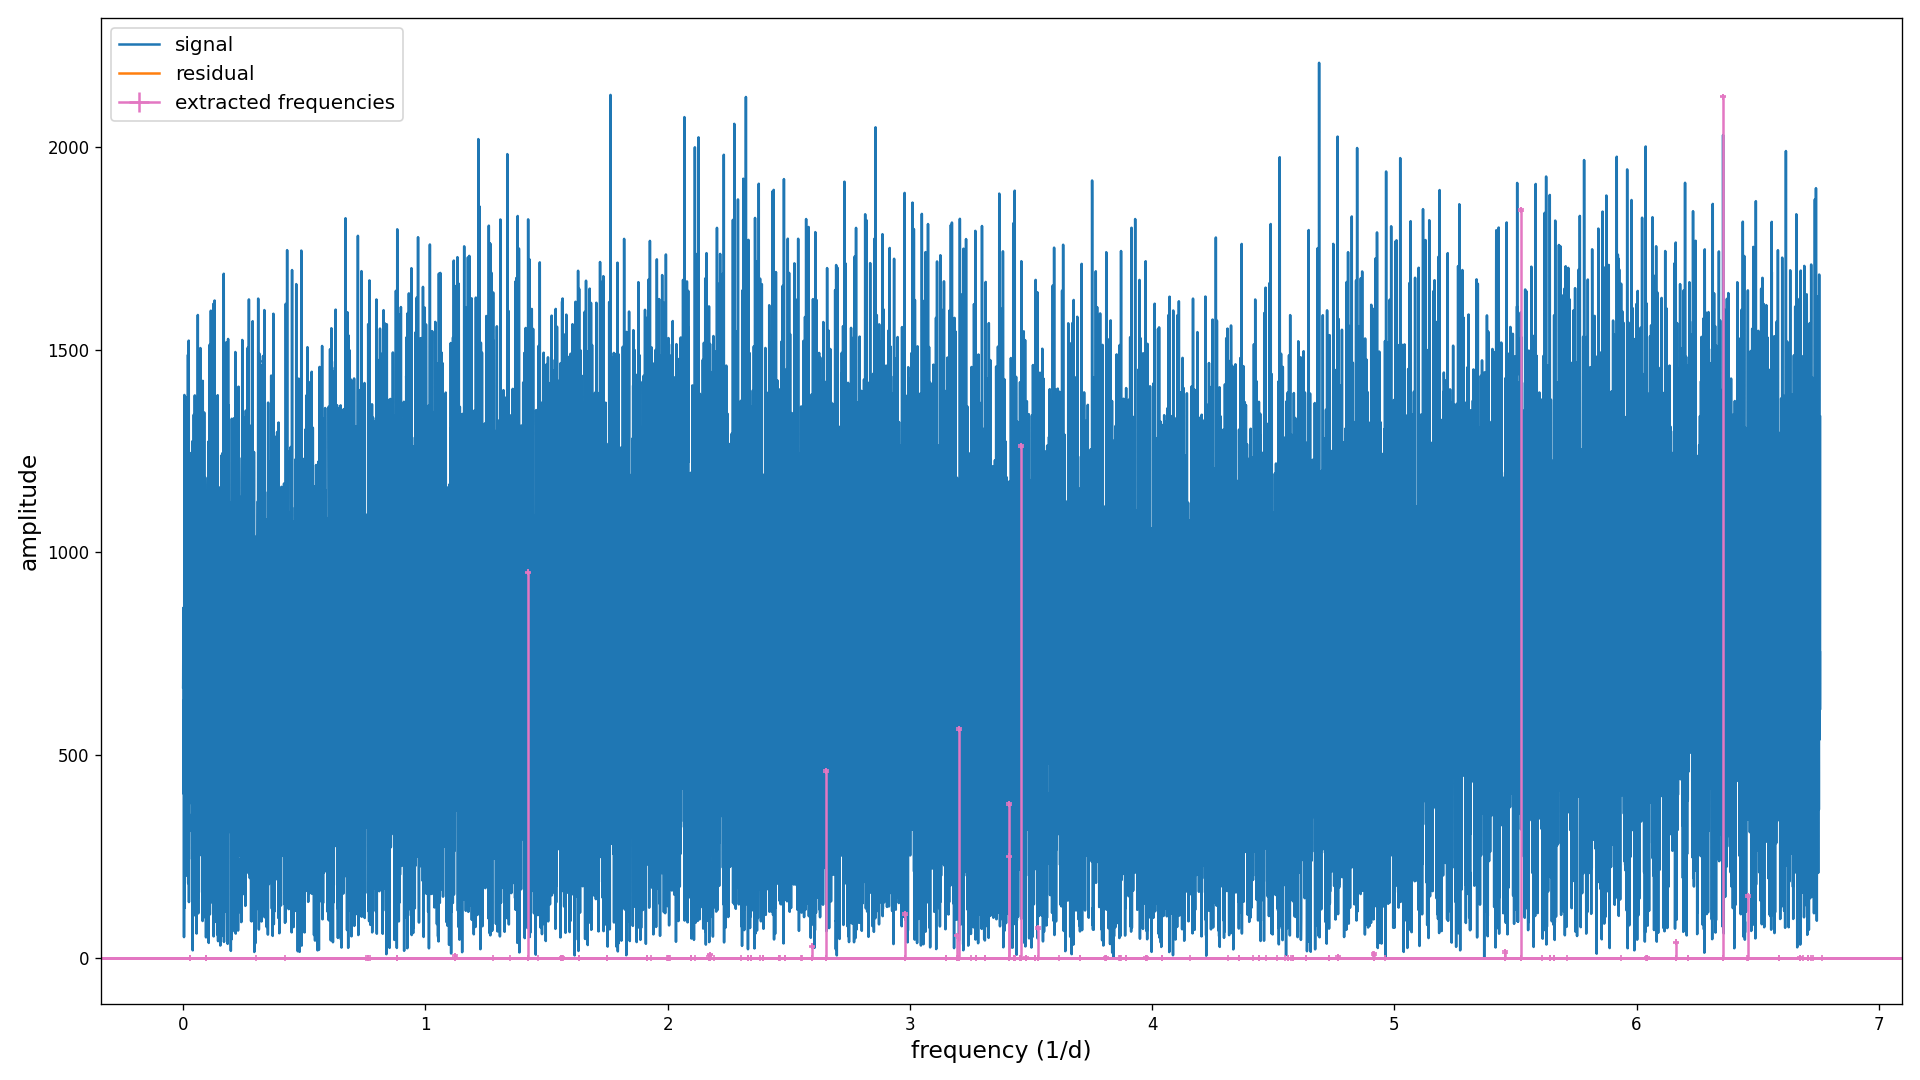 signal
residual
extracted frequencies
amplitude
2000
1500
1000
500
0
0 1 2 3 4 5 6 7
frequency (1/d)